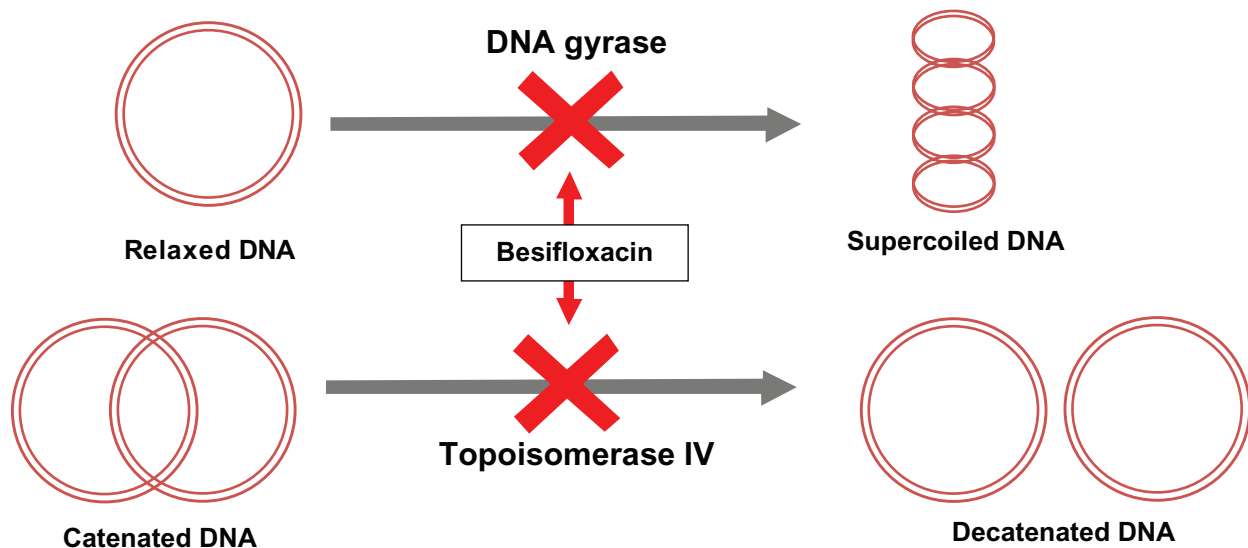 DNA gyrase
Relaxed DNA
Supercoiled DNA
Besifloxacin
Topoisomerase IV
Catenated DNA
Decatenated DNA